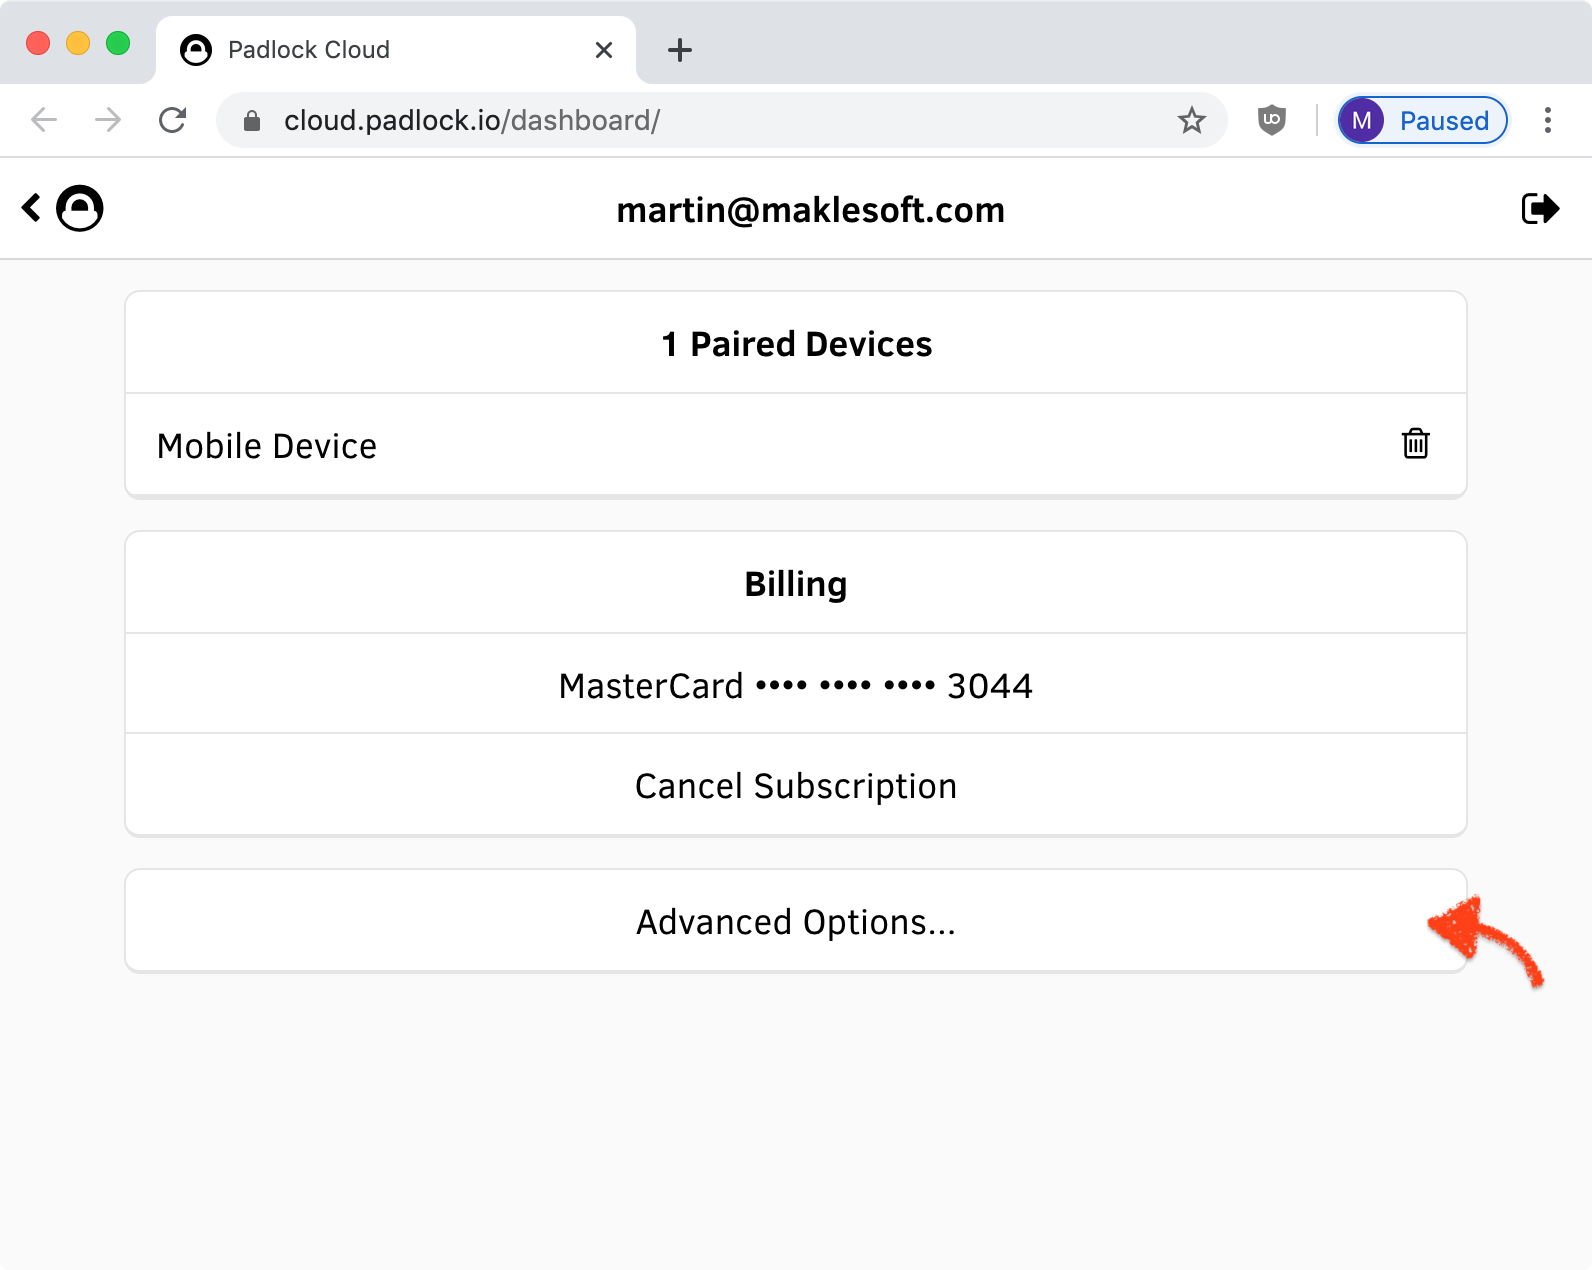 Padlock Cloud
cloud.padlock.io/dashboard/
M Paused
martin@maklesoft.com
1 Paired Devices
Mobile Device
Billing
MasterCard •••• •••• •••• 3044
Cancel Subscription
Advanced Options...